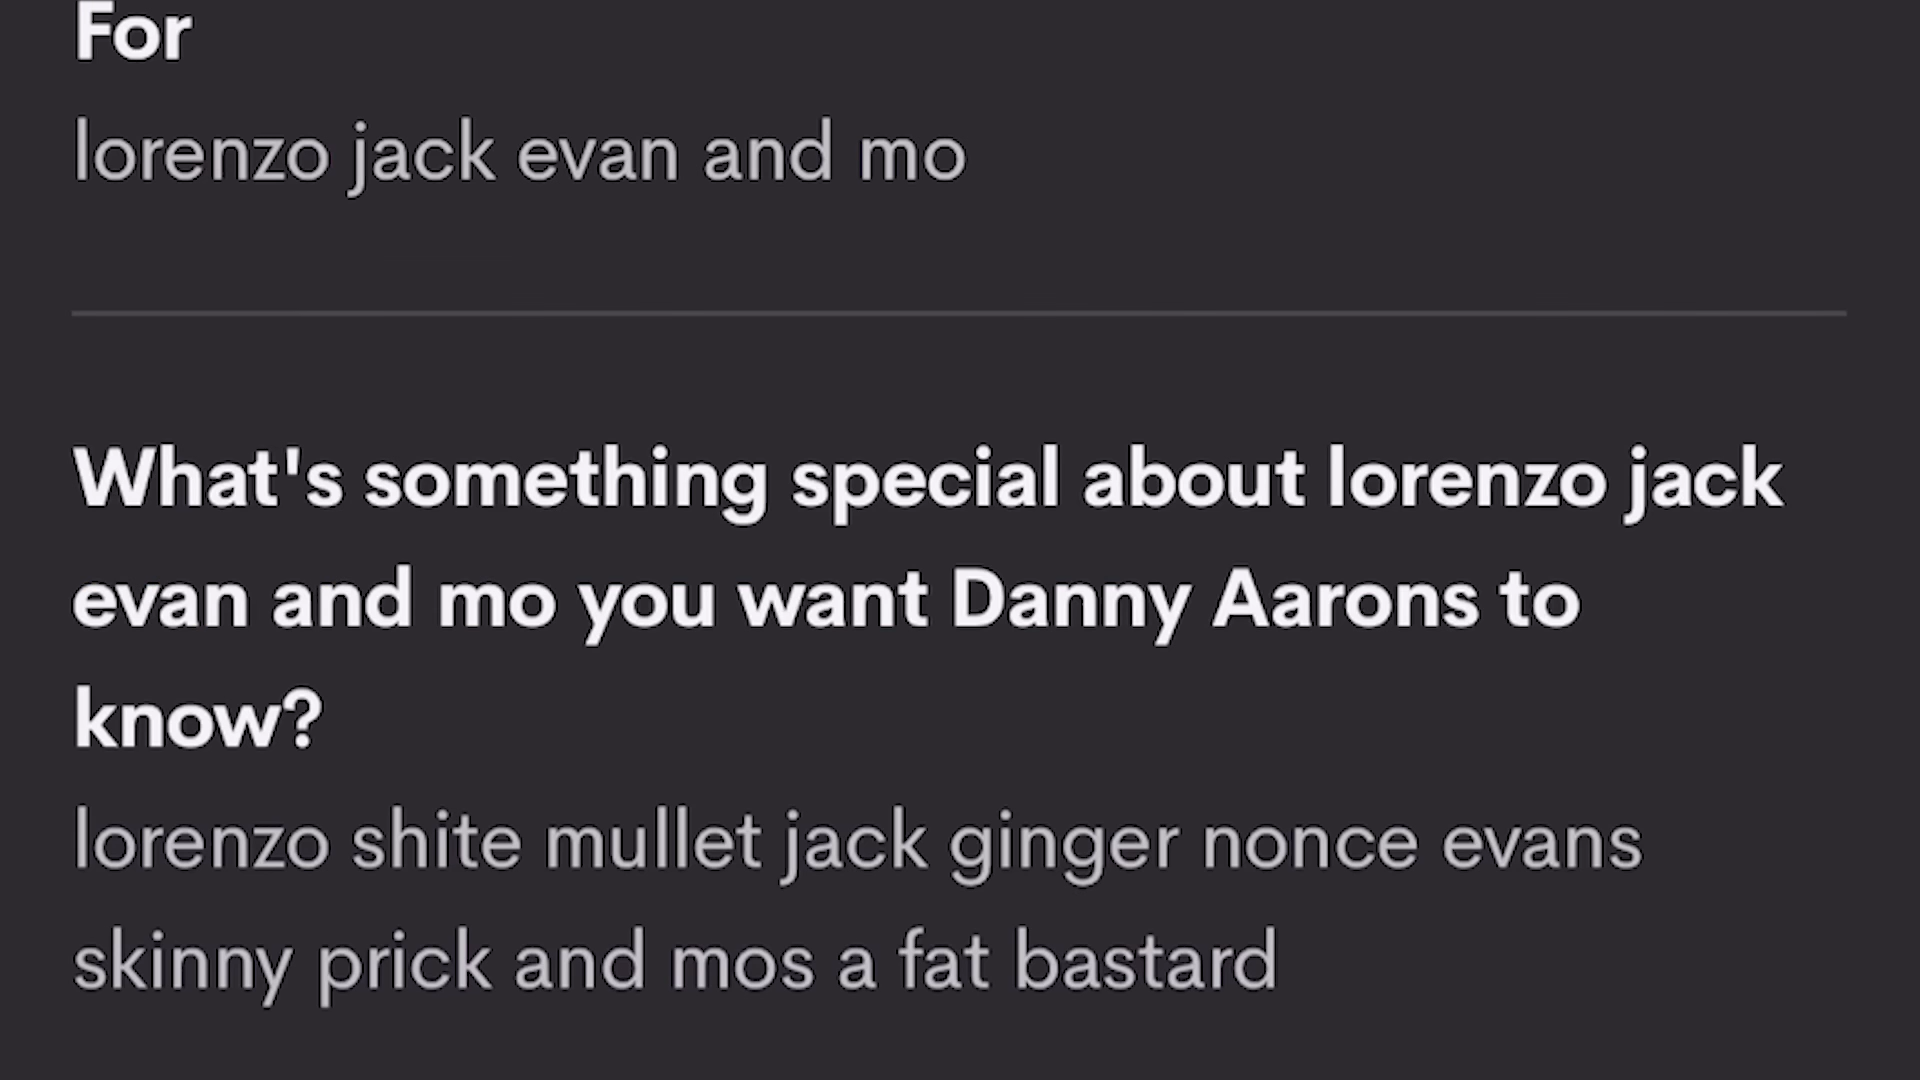 For
lorenzo jack evan and mo
What's something special about lorenzo jack
evan and mo you want Danny Aarons to
know?
lorenzo shite mullet jack ginger nonce evans
skinny prick and mos a fat bastard